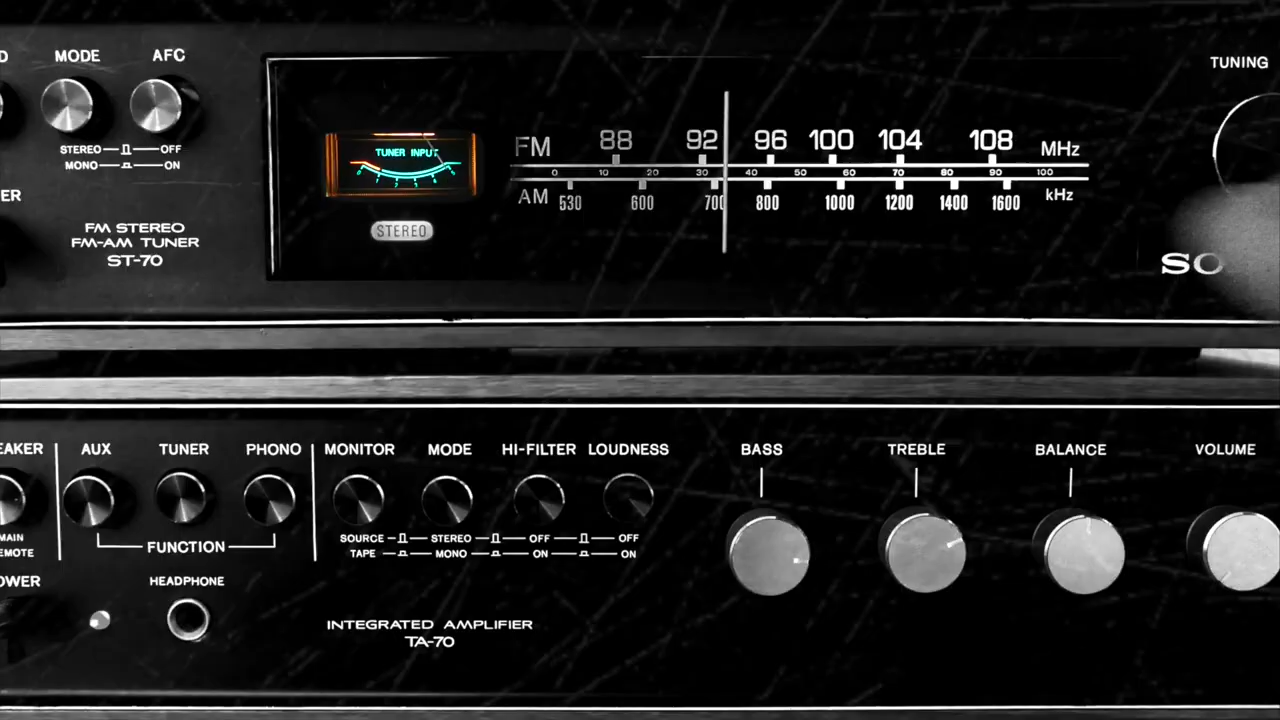 MODE AFC
TUNING
STEREO OFF
MONO ON
FM STEREO
FM-AM TUNER
ST-70
TUNER INPUT
STEREO
FM 88 92 96 100 104 108 MHz
0 10 20 30 40 50 60 70 80 90 100
AM 530 600 700 800 1000 1200 1400 1600 kHz
AUX TUNER PHONO MONITOR MODE HI-FILTER LOUDNESS BASS TREBLE BALANCE VOLUME
SOURCE STEREO OFF OFF
TAPE MONO ON ON
FUNCTION
HEADPHONE
INTEGRATED AMPLIFIER
TA-70